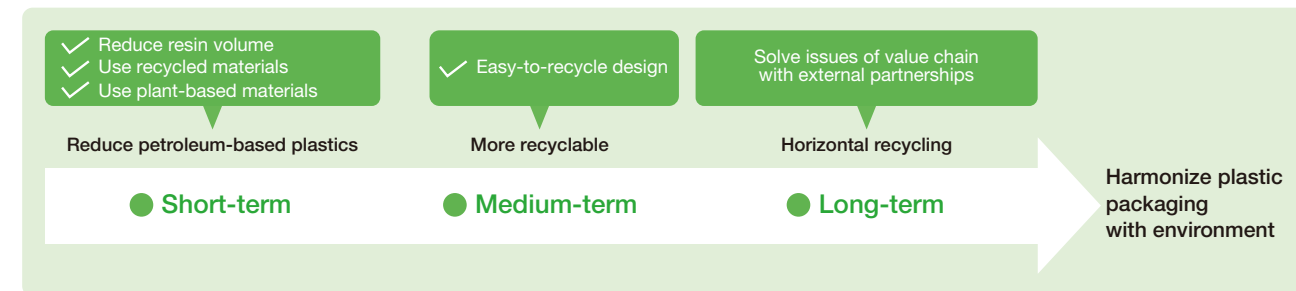 Reduce resin volume
Use recycled materials
Use plant-based materials
Easy-to-recycle design
Solve issues of value chain
with external partnerships
Reduce petroleum-based plastics
More recyclable
Horizontal recycling
Short-term
Medium-term
Long-term
Harmonize plastic
packaging
with environment